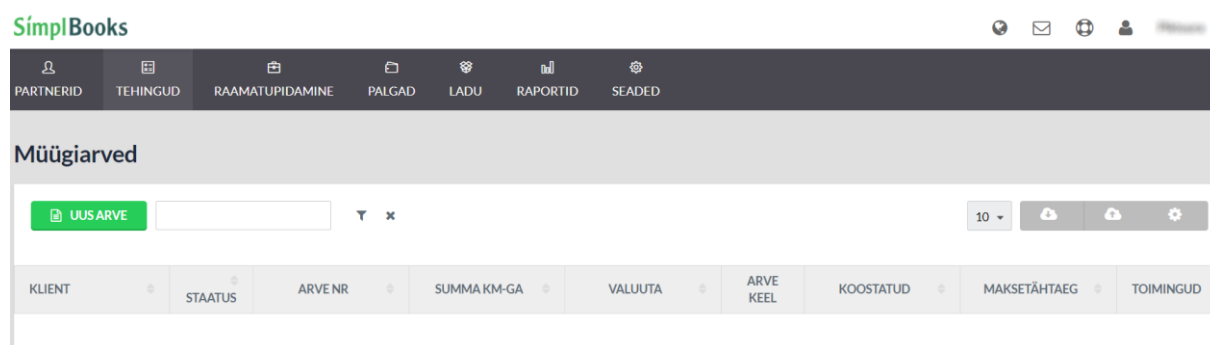 SimplBooks
PARTNERID TEHINGUD RAAMATUPIDAMINE PALGAD LADU RAPORTID SEADED
Müügiarved
UUS ARVE 10
KLIENT STAATUS ARVE NR SUMMA KM-GA VALUUTA ARVE KEEL KOOSTATUD MAKSETÄHTAEG TOIMINGUD